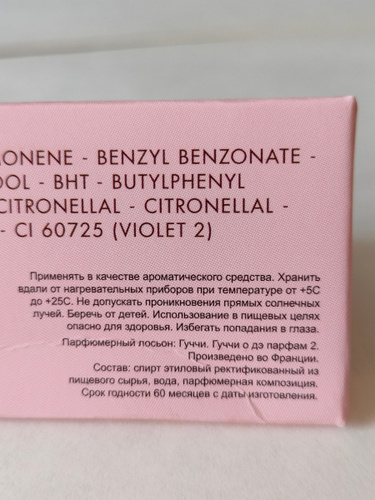 MONENE - BENZYL BENZONATE -
OOL - BHT - BUTYLPHENYL
CITRONELLAL - CITRONELLAL -
- CI 60725 (VIOLET 2)
Применять в качестве ароматического средства. Хранить
вдали от нагревательных приборов при температуре от +5С
до +25С. Не допускать проникновения прямых солнечных
лучей. Беречь от детей. Использование в пищевых целях
опасно для здоровья. Избегать попадания в глаза.
Парфюмерный лосьон: Гуччи. Гуччи о дэ парфам 2.
Произведено во Франции.
Состав: спирт этиловый ректификованный из
пищевого сырья, вода, парфюмерная композиция.
Срок годности 60 месяцев с даты изготовления.